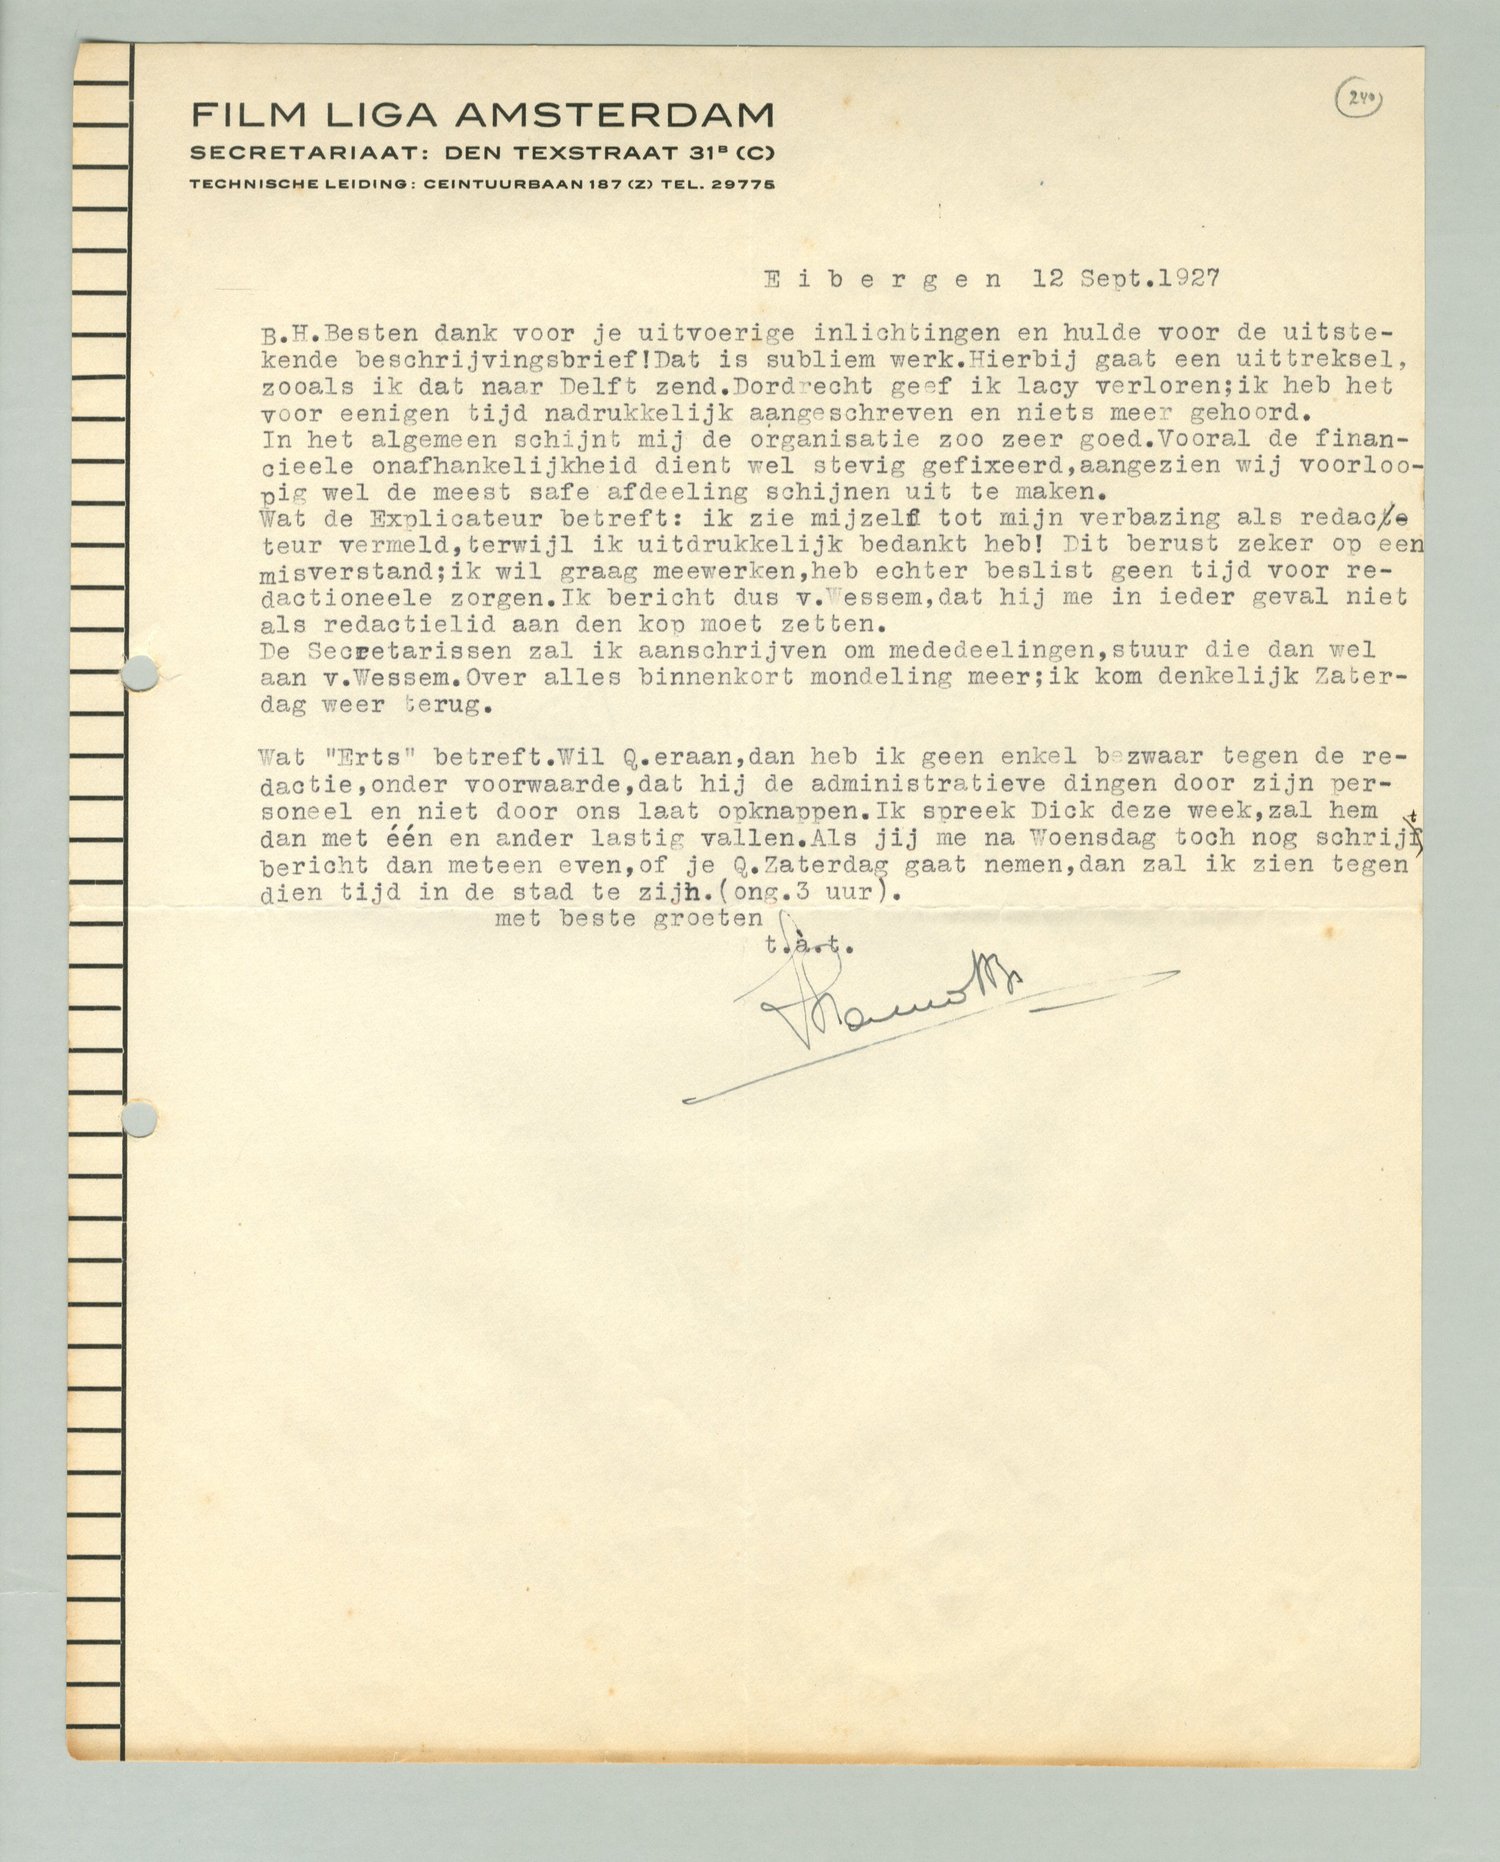 240
FILM LIGA AMSTERDAM
SECRETARIAAT: DEN TEXSTRAAT 31ᴮ (C)
TECHNISCHE LEIDING: CEINTUURBAAN 187 (Z) TEL. 29775
E i b e r g e n 12 Sept.1927
B.H.Besten dank voor je uitvoerige inlichtingen en hulde voor de uitste-
kende beschrijvingsbrief!Dat is subliem werk.Hierbij gaat een uittreksel,
zooals ik dat naar Delft zend.Dordrecht geef ik lacy verloren;ik heb het
voor eenigen tijd nadrukkelijk aangeschreven en niets meer gehoord.
In het algemeen schijnt mij de organisatie zoo zeer goed.Vooral de finan-
cieele onafhankelijkheid dient wel stevig gefixeerd,aangezien wij voorloo-
pig wel de meest safe afdeeling schijnen uit te maken.
Wat de Explicateur betreft: ik zie mijzelf tot mijn verbazing als redac/e
teur vermeld,terwijl ik uitdrukkelijk bedankt heb! Dit berust zeker op een
misverstand;ik wil graag meewerken,heb echter beslist geen tijd voor re-
dactioneele zorgen.Ik bericht dus v.Wessem,dat hij me in ieder geval niet
als redactielid aan den kop moet zetten.
De Secretarissen zal ik aanschrijven om mededeelingen,stuur die dan wel
aan v.Wessem.Over alles binnenkort mondeling meer;ik kom denkelijk Zater-
dag weer terug.
Wat "Erts" betreft.Wil Q.eraan,dan heb ik geen enkel bezwaar tegen de re-
dactie,onder voorwaarde,dat hij de administratieve dingen door zijn per-
soneel en niet door ons laat opknappen.Ik spreek Dick deze week,zal hem
dan met één en ander lastig vallen.Als jij me na Woensdag toch nog schrijft
bericht dan meteen even,of je Q.Zaterdag gaat nemen,dan zal ik zien tegen
dien tijd in de stad te zijn.(ong.3 uur).
met beste groeten
t.à.t.